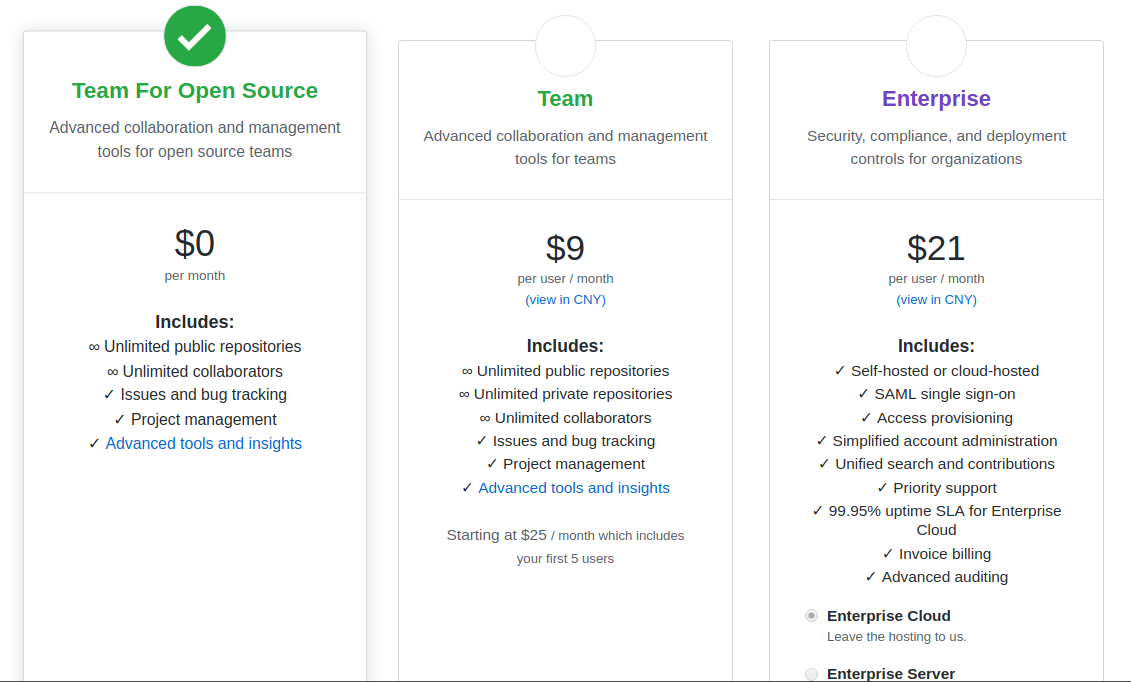 Team For Open Source
Advanced collaboration and management
tools for open source teams
$0
per month
Includes:
∞ Unlimited public repositories
∞ Unlimited collaborators
✓ Issues and bug tracking
✓ Project management
✓ Advanced tools and insights
Team
Advanced collaboration and management
tools for teams
$9
per user / month
(view in CNY)
Includes:
∞ Unlimited public repositories
∞ Unlimited private repositories
∞ Unlimited collaborators
✓ Issues and bug tracking
✓ Project management
✓ Advanced tools and insights
Starting at $25 / month which includes
your first 5 users
Enterprise
Security, compliance, and deployment
controls for organizations
$21
per user / month
(view in CNY)
Includes:
✓ Self-hosted or cloud-hosted
✓ SAML single sign-on
✓ Access provisioning
✓ Simplified account administration
✓ Unified search and contributions
✓ Priority support
✓ 99.95% uptime SLA for Enterprise
Cloud
✓ Invoice billing
✓ Advanced auditing
Enterprise Cloud
Leave the hosting to us.
Enterprise Server